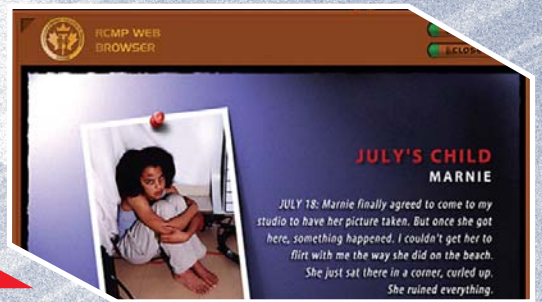 RCMP WEB
BROWSER
CLOSE
JULY'S CHILD
MARNIE
JULY 18: Marnie finally agreed to come to my
studio to have her picture taken. But once she got
here, something happened. I couldn't get her to
flirt with me the way she did on the beach.
She just sat there in a corner, curled up.
She ruined everything.